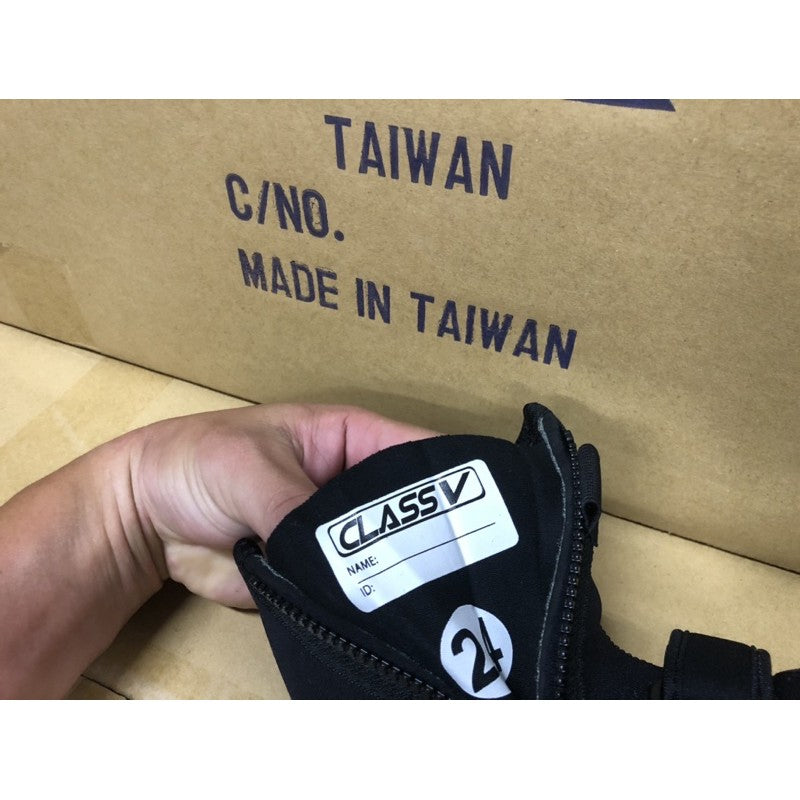 TAIWAN
C/NO.
MADE IN TAIWAN
CLASS V
NAME:
ID:
24